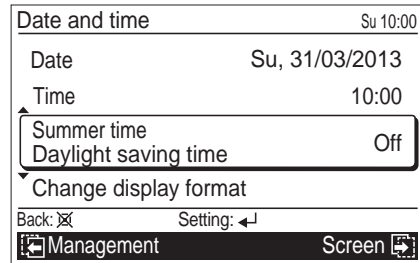 Date and time Su 10:00
Date Su, 31/03/2013
Time 10:00
Summer time
Daylight saving time Off
Change display format
Back: Setting:
Management Screen